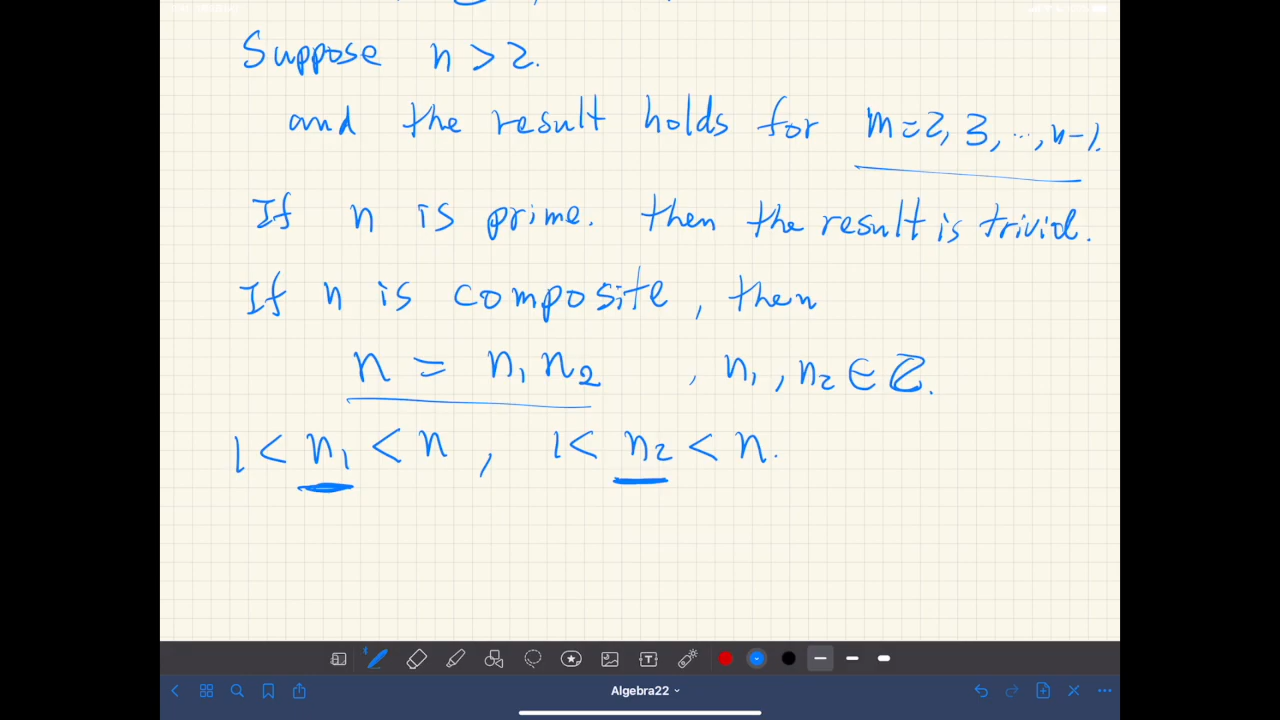 Suppose n > 2.
and the result holds for m = 2, 3, ..., n-1.
If n is prime. then the result is trivial.
If n is composite, then
n = n₁ n₂ , n₁, n₂ ∈ ℤ.
1 < n₁ < n, 1 < n₂ < n.
Algebra22